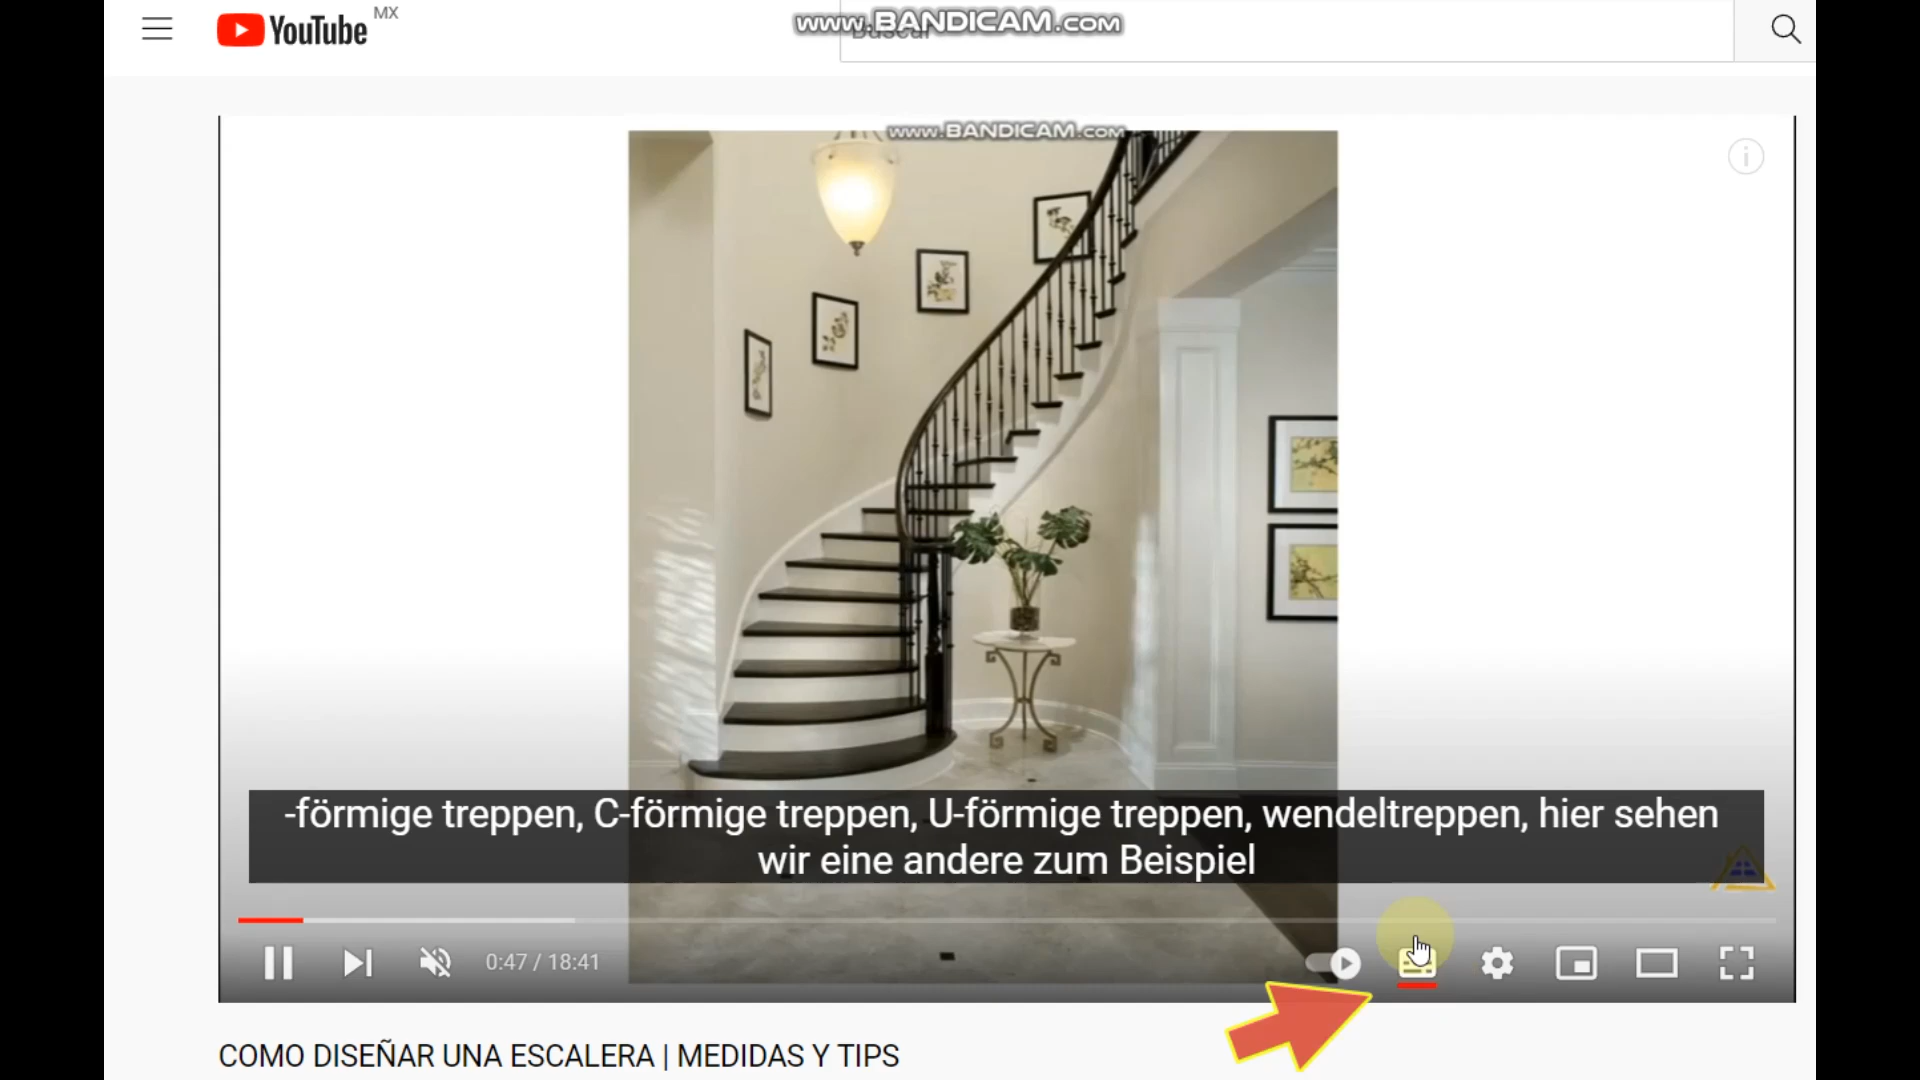 YouTube MX
www.BANDICAM.com
Buscar
www.BANDICAM.com
-förmige treppen, C-förmige treppen, U-förmige treppen, wendeltreppen, hier sehen
wir eine andere zum Beispiel
0:47 / 18:41
COMO DISEÑAR UNA ESCALERA | MEDIDAS Y TIPS